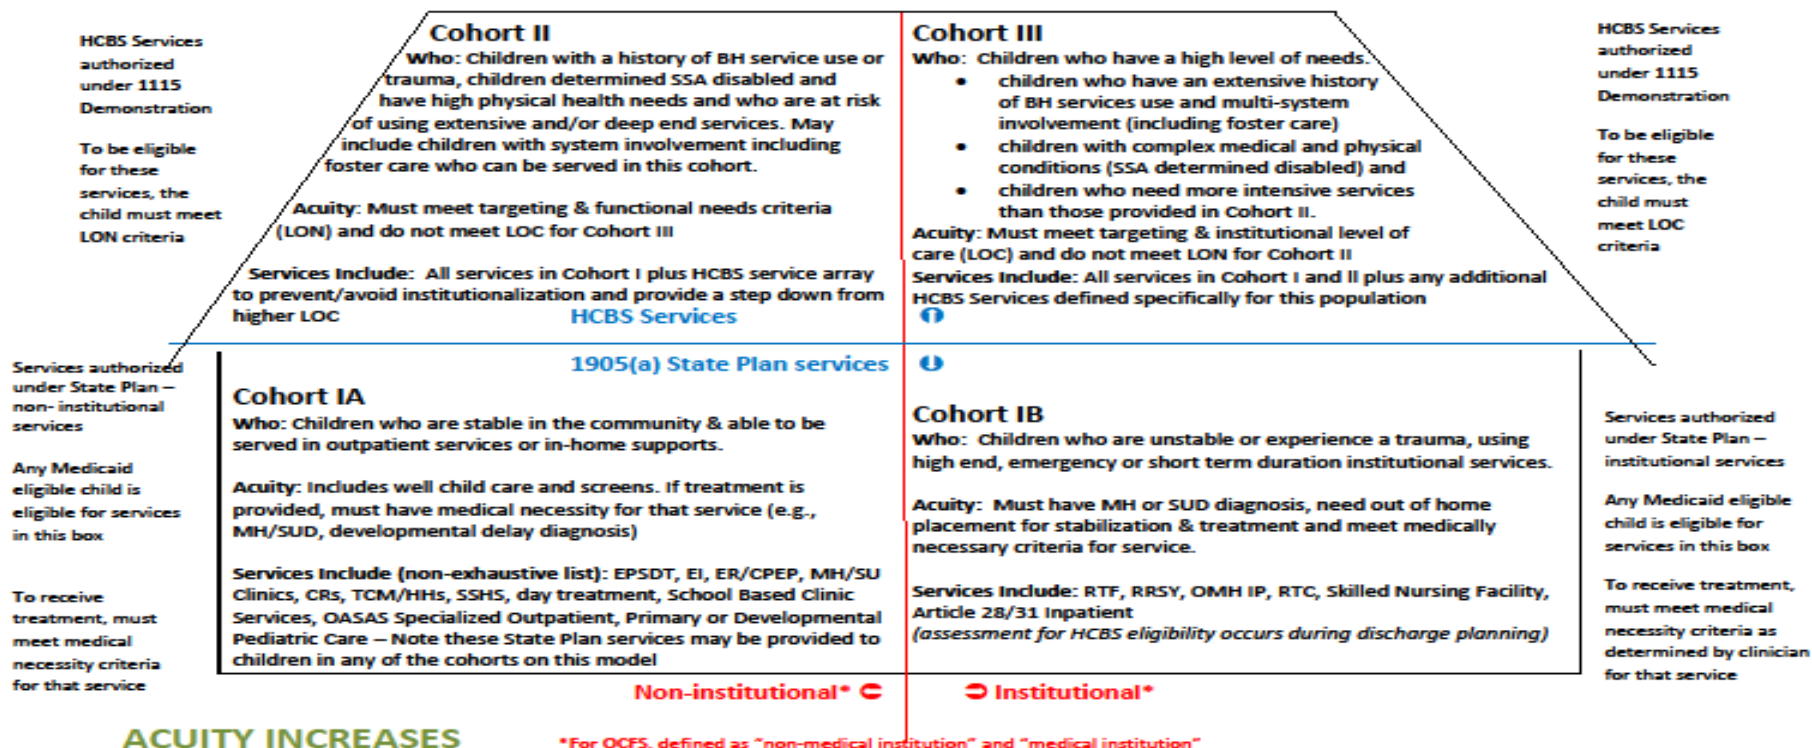 HCBS Services
authorized
under 1115
Demonstration
To be eligible
for these
services, the
child must meet
LON criteria
Cohort II
Who: Children with a history of BH service use or
trauma, children determined SSA disabled and
have high physical health needs and who are at risk
of using extensive and/or deep end services. May
include children with system involvement including
foster care who can be served in this cohort.
Acuity: Must meet targeting & functional needs criteria
(LON) and do not meet LOC for Cohort III
Services Include: All services in Cohort I plus HCBS service array
to prevent/avoid institutionalization and provide a step down from
higher LOC
HCBS Services
Cohort III
Who: Children who have a high level of needs.
• children who have an extensive history
of BH services use and multi-system
involvement (including foster care)
• children with complex medical and physical
conditions (SSA determined disabled) and
• children who need more intensive services
than those provided in Cohort II.
Acuity: Must meet targeting & institutional level of
care (LOC) and do not meet LON for Cohort II
Services Include: All services in Cohort I and II plus any additional
HCBS Services defined specifically for this population
HCBS Services
authorized
under 1115
Demonstration
To be eligible
for these
services, the
child must
meet LOC
criteria
Services authorized
under State Plan –
non- institutional
services
Any Medicaid
eligible child is
eligible for services
in this box
To receive
treatment, must
meet medical
necessity criteria
for that service
1905(a) State Plan services
Cohort IA
Who: Children who are stable in the community & able to be
served in outpatient services or in-home supports.
Acuity: Includes well child care and screens. If treatment is
provided, must have medical necessity for that service (e.g.,
MH/SUD, developmental delay diagnosis)
Services Include (non-exhaustive list): EPSDT, EI, ER/CPEP, MH/SU
Clinics, CRs, TCM/HHs, SSHS, day treatment, School Based Clinic
Services, OASAS Specialized Outpatient, Primary or Developmental
Pediatric Care – Note these State Plan services may be provided to
children in any of the cohorts on this model
Cohort IB
Who: Children who are unstable or experience a trauma, using
high end, emergency or short term duration institutional services.
Acuity: Must have MH or SUD diagnosis, need out of home
placement for stabilization & treatment and meet medically
necessary criteria for service.
Services Include: RTF, RRSY, OMH IP, RTC, Skilled Nursing Facility,
Article 28/31 Inpatient
(assessment for HCBS eligibility occurs during discharge planning)
Services authorized
under State Plan –
institutional services
Any Medicaid eligible
child is eligible for
services in this box
To receive treatment,
must meet medical
necessity criteria as
determined by clinician
for that service
Non-institutional*
Institutional*
ACUITY INCREASES
*For OCFS, defined as "non-medical institution" and "medical institution"